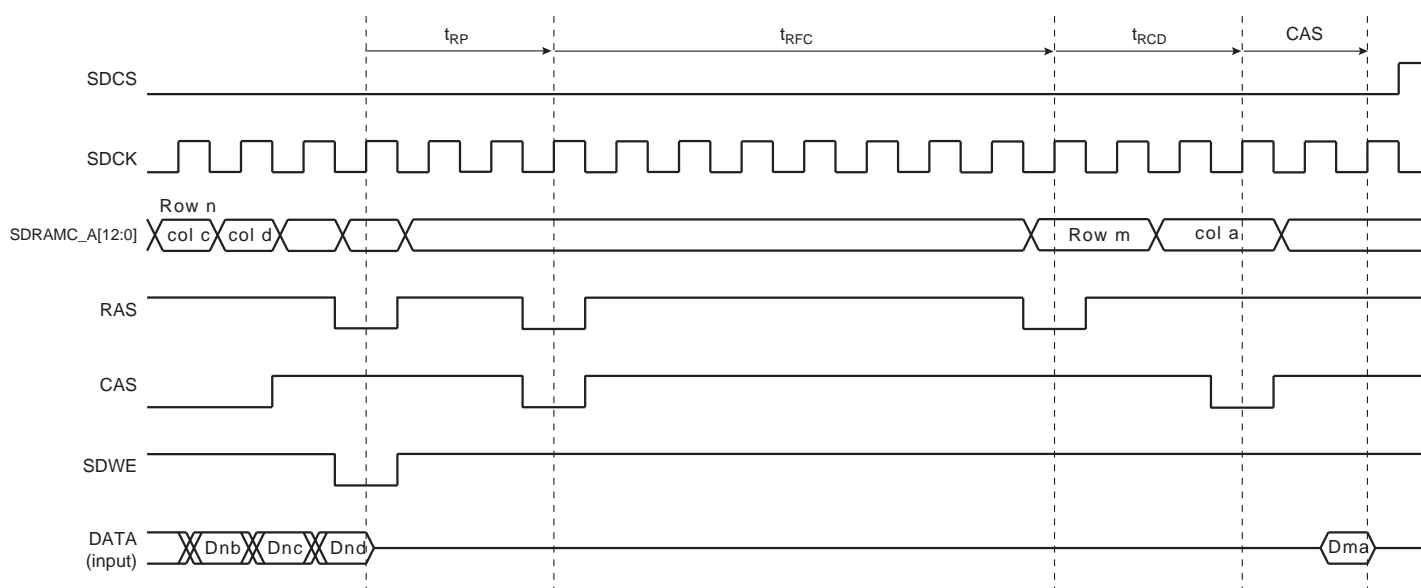 tRP tRFC tRCD CAS
SDCS
SDCK
Row n
SDRAMC_A[12:0] col c col d Row m col a
RAS
CAS
SDWE
DATA
(input) Dnb Dnc Dnd Dma